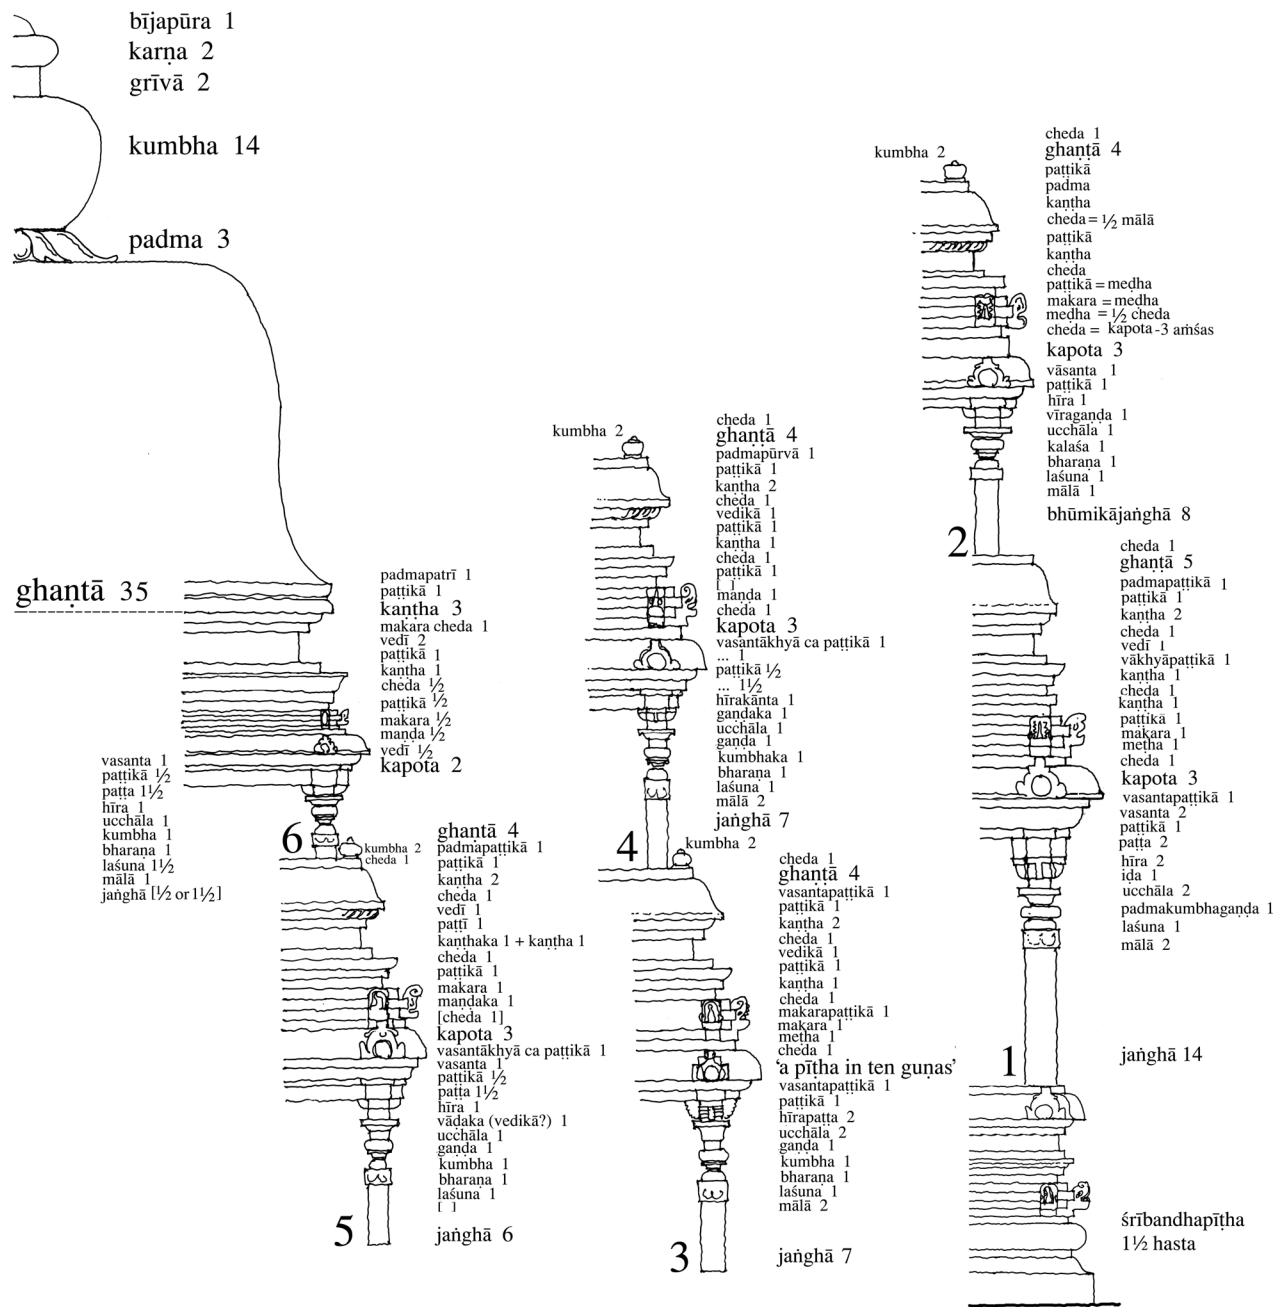 bījapūra 1
karṇa 2
grīvā 2
kumbha 14
padma 3
ghaṇṭā 35
padmapatrī 1
paṭṭikā 1
kaṇṭha 3
makara cheda 1
vedī 2
paṭṭikā 1
kaṇṭha 1
cheda ½
paṭṭikā ½
makara ½
maṇḍa ½
vedī ½
kapota 2
vasanta 1
paṭṭikā ½
paṭṭa 1½
hīra 1
ucchāla 1
kumbha 1
bharaṇa 1
laśuna 1½
mālā 1
jaṅghā [½ or 1½]
6
kumbha 2
cheda 1
ghaṇṭā 4
padmapaṭṭikā 1
paṭṭikā 1
kaṇṭha 2
cheda 1
vedī 1
paṭṭī 1
kaṇṭhaka 1 + kaṇṭha 1
cheda 1
paṭṭikā 1
makara 1
maṇḍaka 1
[cheda 1]
kapota 3
vasantākhyā ca paṭṭikā 1
vasanta 1
paṭṭikā ½
paṭṭa 1½
hīra 1
vāḍaka (vedikā?) 1
ucchāla 1
gaṇḍa 1
kumbha 1
bharaṇa 1
laśuna 1
[ ]
5
jaṅghā 6
kumbha 2
cheda 1
ghaṇṭā 4
padmapūrvā 1
paṭṭikā 1
kaṇṭha 2
cheda 1
vedikā 1
paṭṭikā 1
kaṇṭha 1
cheda 1
paṭṭikā 1
[ ]
maṇḍa 1
cheda 1
kapota 3
vasantākhyā ca paṭṭikā 1
... 1
paṭṭikā ½
... 1½
hīrakānta 1
gaṇḍaka 1
ucchāla 1
gaṇḍa 1
kumbhaka 1
bharaṇa 1
laśuna 1
mālā 2
jaṅghā 7
4
kumbha 2
cheda 1
ghaṇṭā 4
vasantapaṭṭikā 1
paṭṭikā 1
kaṇṭha 2
cheda 1
vedikā 1
paṭṭikā 1
kaṇṭha 1
cheda 1
makarapaṭṭikā 1
makara 1
meṭha 1
cheda 1
‘a pīṭha in ten guṇas’
vasantapaṭṭikā 1
paṭṭikā 1
hīrapaṭṭa 2
ucchāla 2
gaṇḍa 1
kumbha 1
bharaṇa 1
laśuna 1
mālā 2
3
jaṅghā 7
kumbha 2
cheda 1
ghaṇṭā 4
paṭṭikā
padma
kaṇṭha
cheda = ½ mālā
paṭṭikā
kaṇṭha
cheda
paṭṭikā = meḍha
makara = meḍha
meḍha = ½ cheda
cheda = kapota -3 aṁśas
kapota 3
vāsanta 1
paṭṭikā 1
hīra 1
vīragaṇḍa 1
ucchāla 1
kalaśa 1
bharaṇa 1
laśuna 1
mālā 1
bhūmikājaṅghā 8
2
cheda 1
ghaṇṭā 5
padmapaṭṭikā 1
paṭṭikā 1
kaṇṭha 2
cheda 1
vedī 1
vākhyāpaṭṭikā 1
kaṇṭha 1
cheda 1
kaṇṭha 1
paṭṭikā 1
makara 1
meṭha 1
cheda 1
kapota 3
vasantapaṭṭikā 1
vasanta 2
paṭṭikā 1
paṭṭa 2
hīra 2
iḍa 1
ucchāla 2
padmakumbhagaṇḍa 1
laśuna 1
mālā 2
1
jaṅghā 14
śrībandhapīṭha
1½ hasta